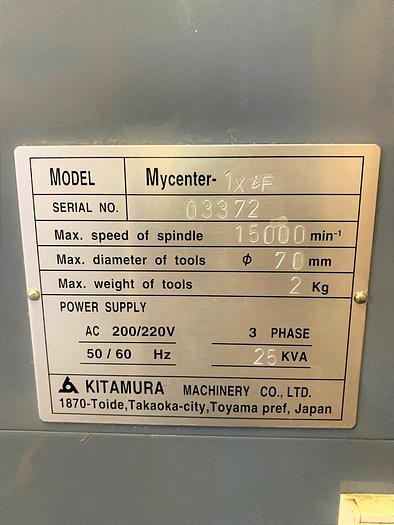 MODEL Mycenter-1XiF
SERIAL NO. 03372
Max. speed of spindle 15000 min-1
Max. diameter of tools φ 70 mm
Max. weight of tools 2 Kg
POWER SUPPLY
AC 200/220V 3 PHASE
50/60 Hz 25 KVA
KITAMURA MACHINERY CO., LTD.
1870-Toide,Takaoka-city,Toyama pref, Japan